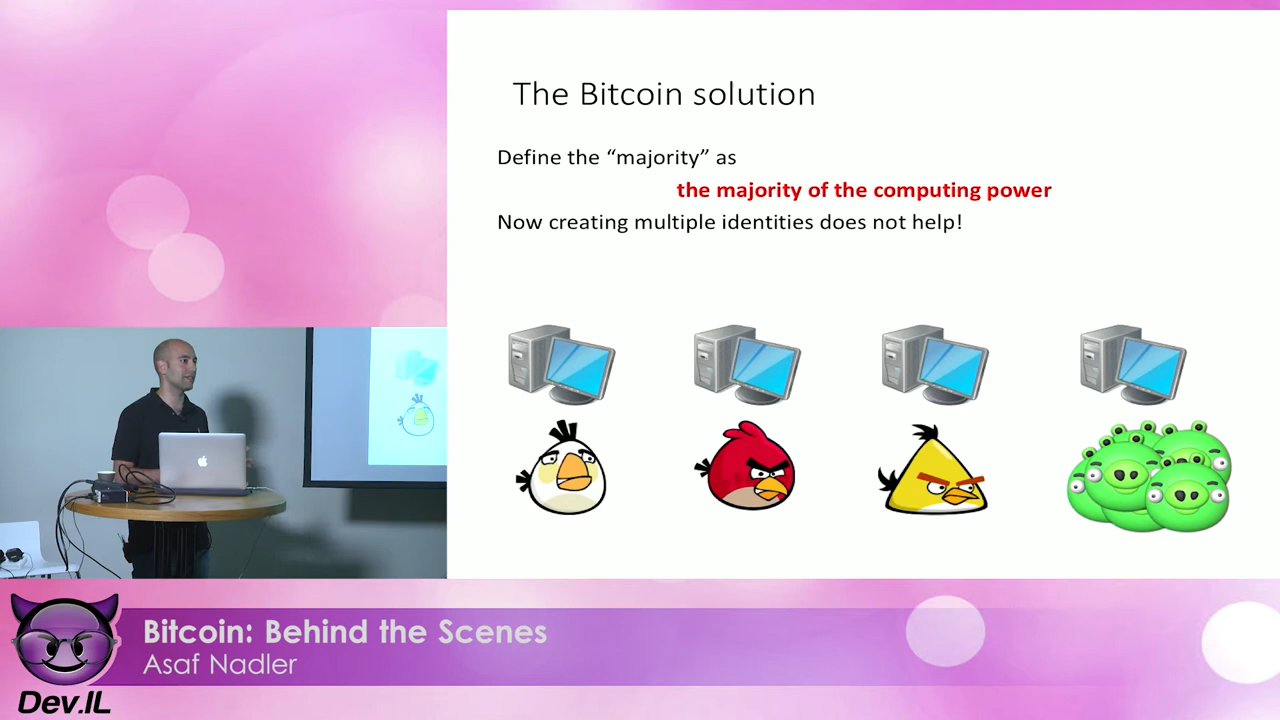 The Bitcoin solution
Define the “majority” as
the majority of the computing power
Now creating multiple identities does not help!
Bitcoin: Behind the Scenes
Asaf Nadler
Dev.IL